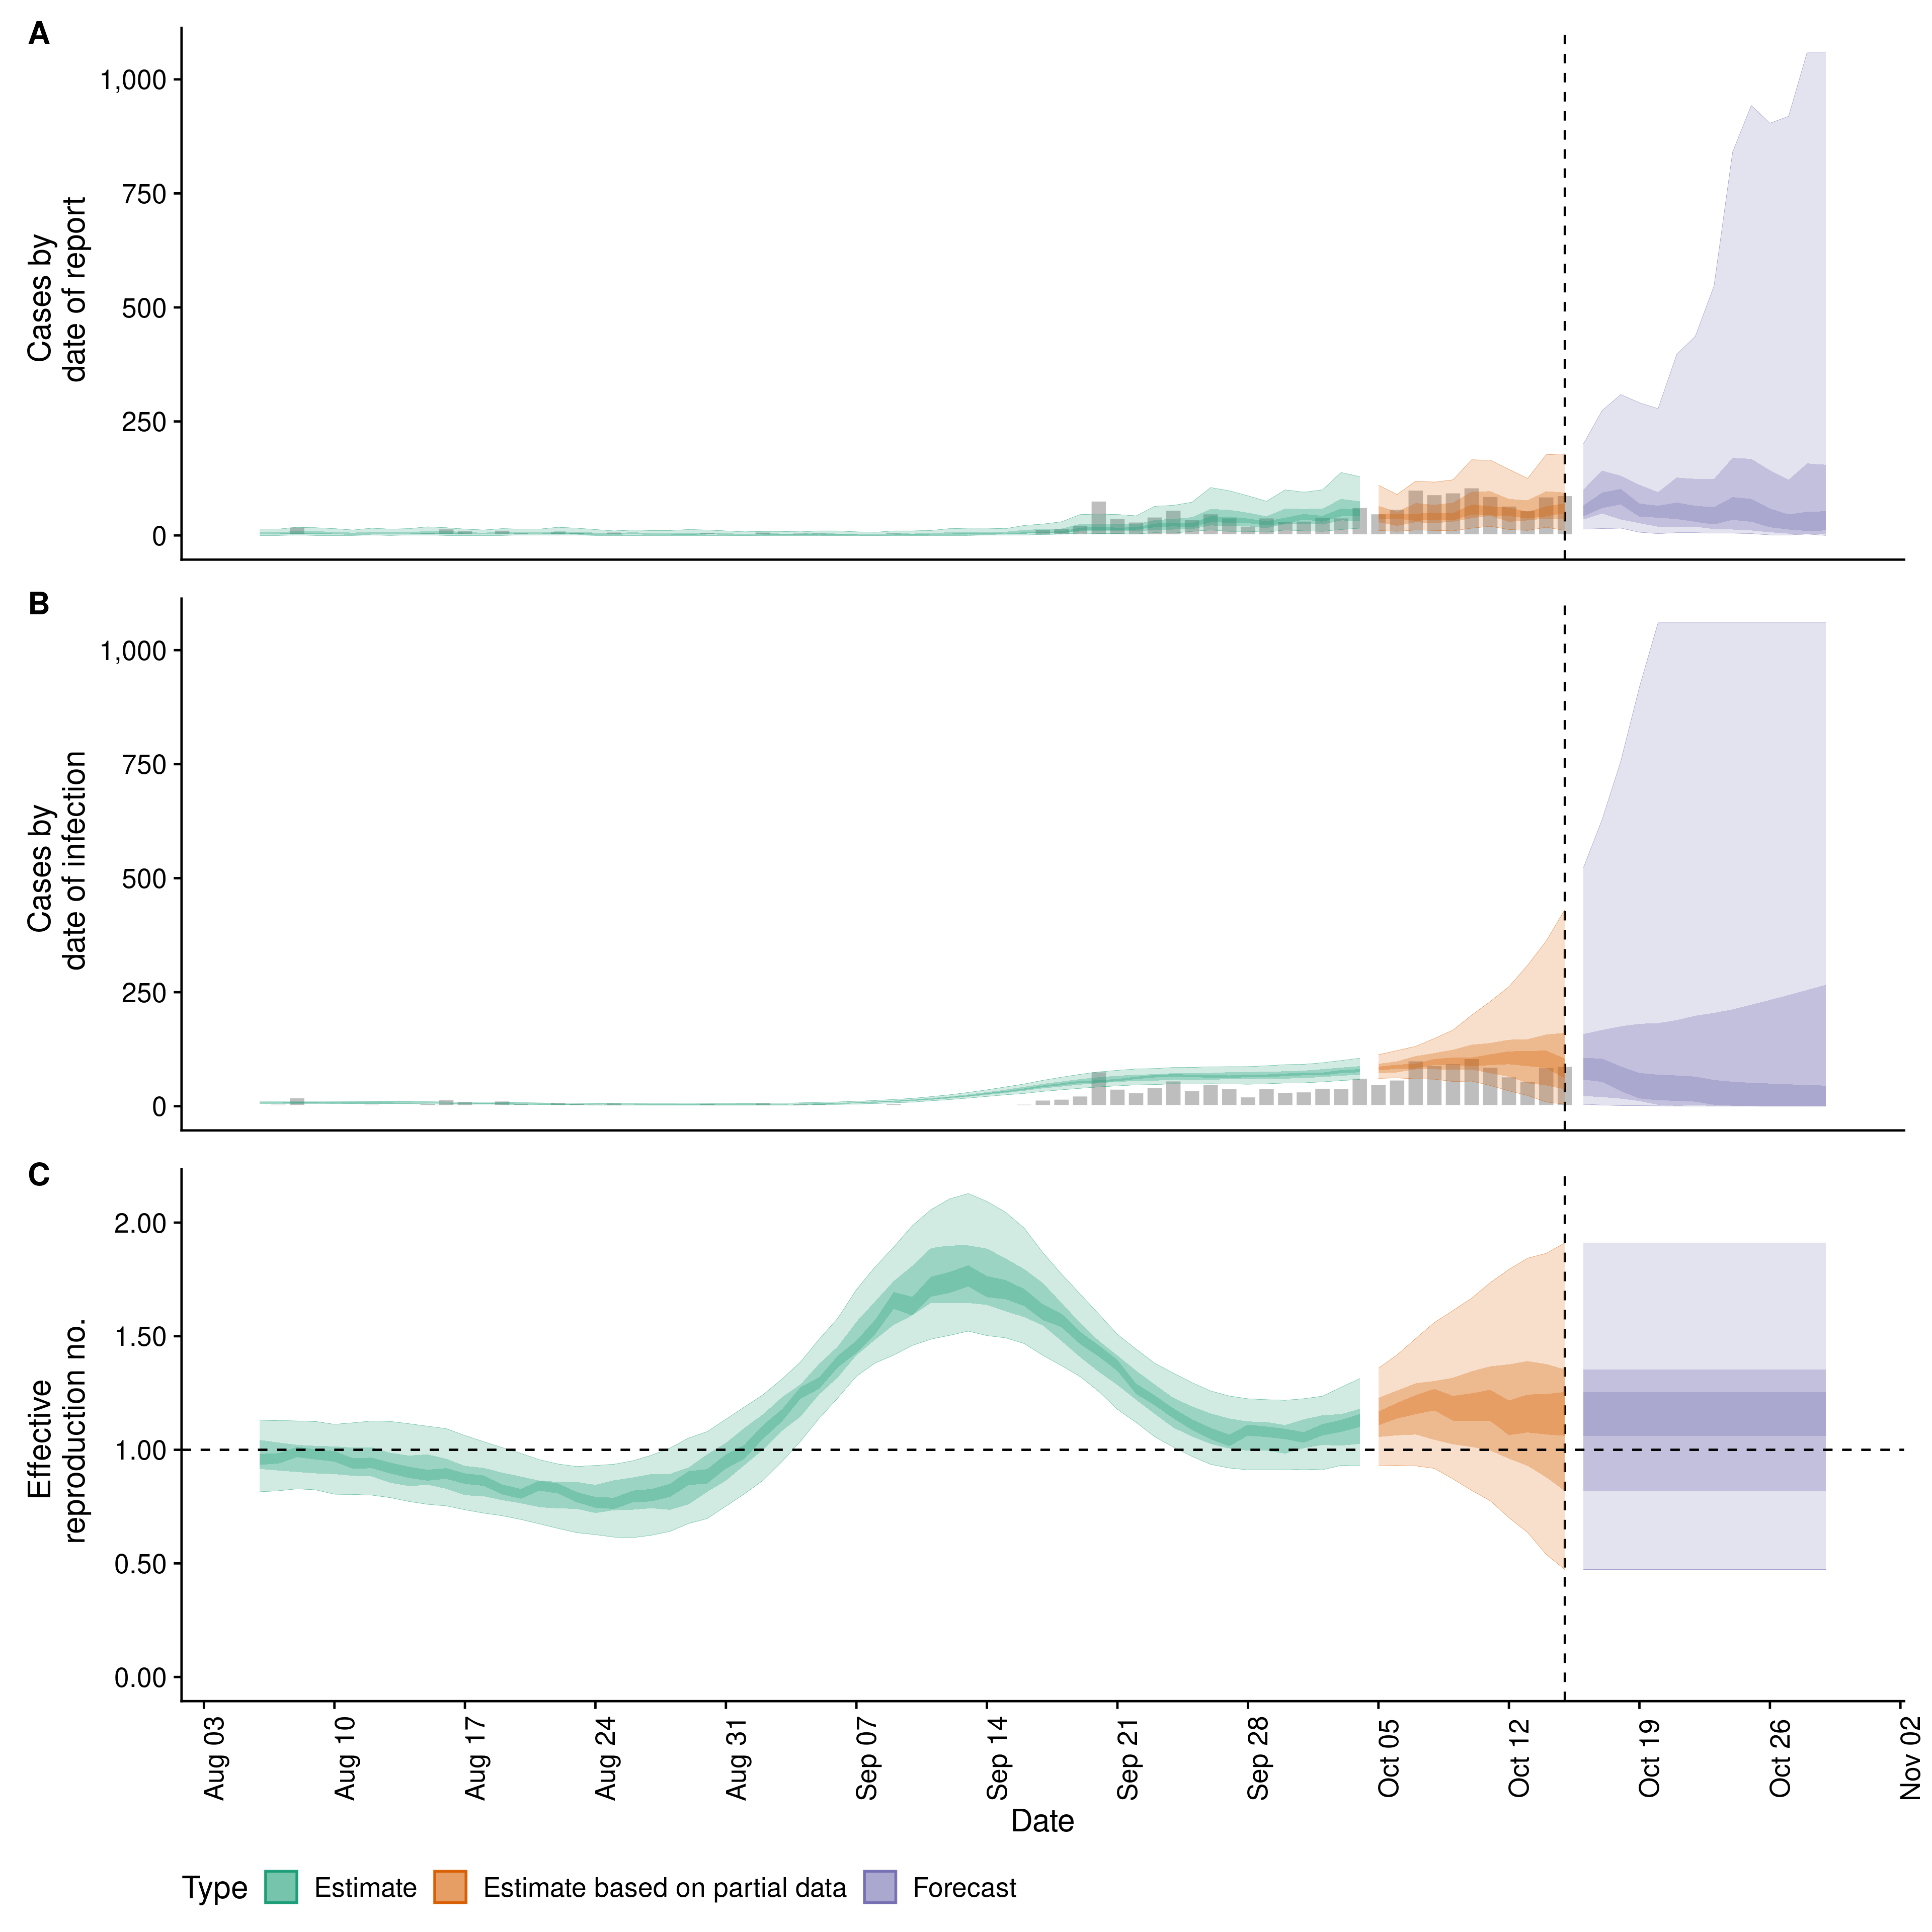 A
1,000
750
500
250
0
Cases by
date of report
B
1,000
750
500
250
0
Cases by
date of infection
C
2.00
1.50
1.00
0.50
0.00
Effective
reproduction no.
Aug 03
Aug 10
Aug 17
Aug 24
Aug 31
Sep 07
Sep 14
Sep 21
Sep 28
Oct 05
Oct 12
Oct 19
Oct 26
Nov 02
Date
Type Estimate Estimate based on partial data Forecast